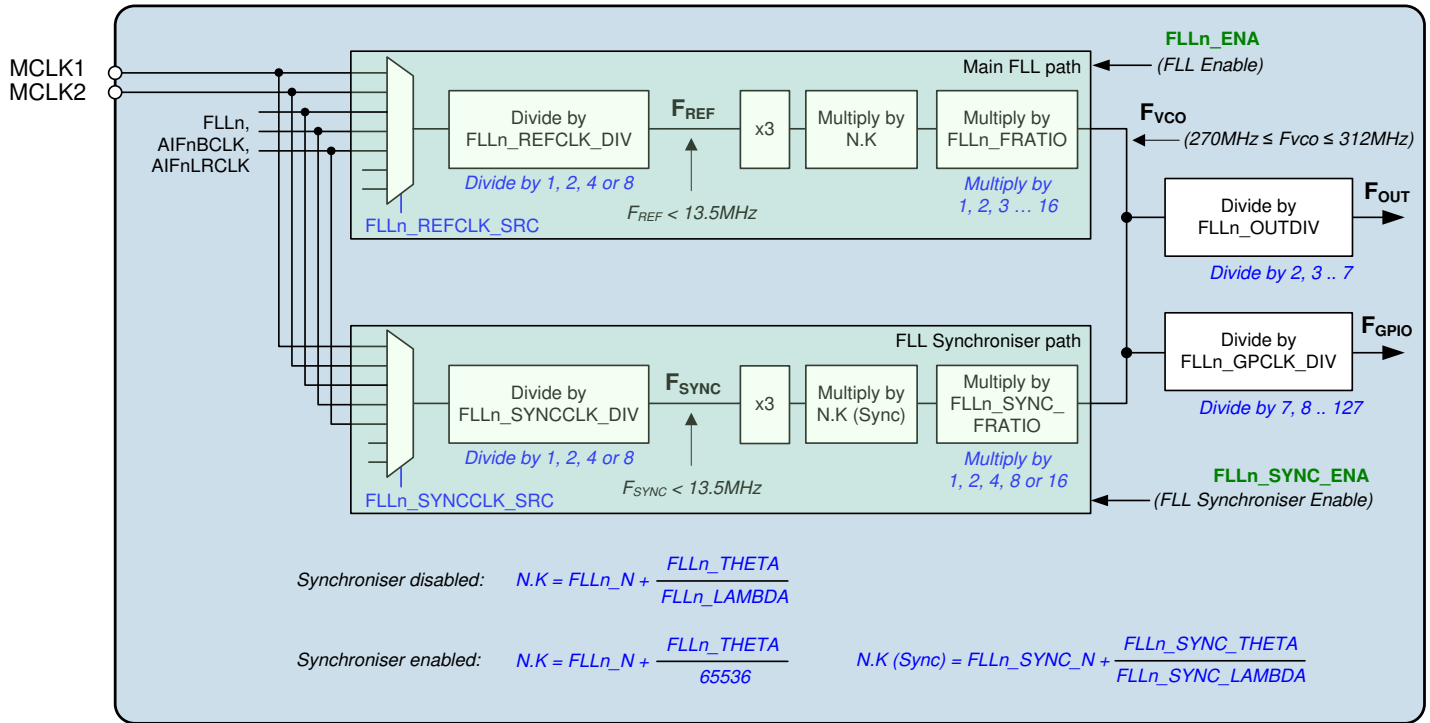 MCLK1
MCLK2
FLLn,
AIFnBCLK,
AIFnLRCLK
Main FLL path
Divide by
FLLn_REFCLK_DIV
Divide by 1, 2, 4 or 8
FLLn_REFCLK_SRC
FREF
FREF < 13.5MHz
x3
Multiply by
N.K
Multiply by
FLLn_FRATIO
Multiply by
1, 2, 3 … 16
FLLn_ENA
(FLL Enable)
FVCO
(270MHz ≤ Fvco ≤ 312MHz)
Divide by
FLLn_OUTDIV
Divide by 2, 3 .. 7
FOUT
Divide by
FLLn_GPCLK_DIV
Divide by 7, 8 .. 127
FGPIO
FLL Synchroniser path
Divide by
FLLn_SYNCCLK_DIV
Divide by 1, 2, 4 or 8
FLLn_SYNCCLK_SRC
FSYNC
FSYNC < 13.5MHz
x3
Multiply by
N.K (Sync)
Multiply by
FLLn_SYNC_
FRATIO
Multiply by
1, 2, 4, 8 or 16
FLLn_SYNC_ENA
(FLL Synchroniser Enable)
Synchroniser disabled:
N.K = FLLn_N +
FLLn_THETA
FLLn_LAMBDA
Synchroniser enabled:
N.K = FLLn_N +
FLLn_THETA
65536
N.K (Sync) = FLLn_SYNC_N +
FLLn_SYNC_THETA
FLLn_SYNC_LAMBDA